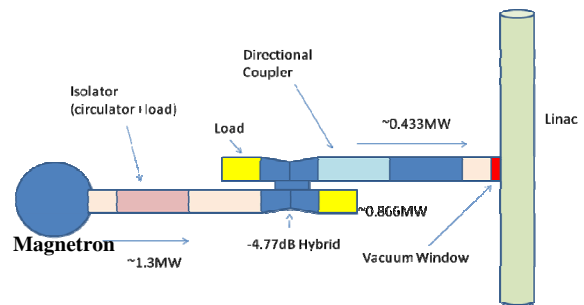 Directional
Coupler
Isolator
(circulator+load)
Load
~0.433MW
Linac
~0.866MW
Magnetron
-4.77dB Hybrid
Vacuum Window
~1.3MW